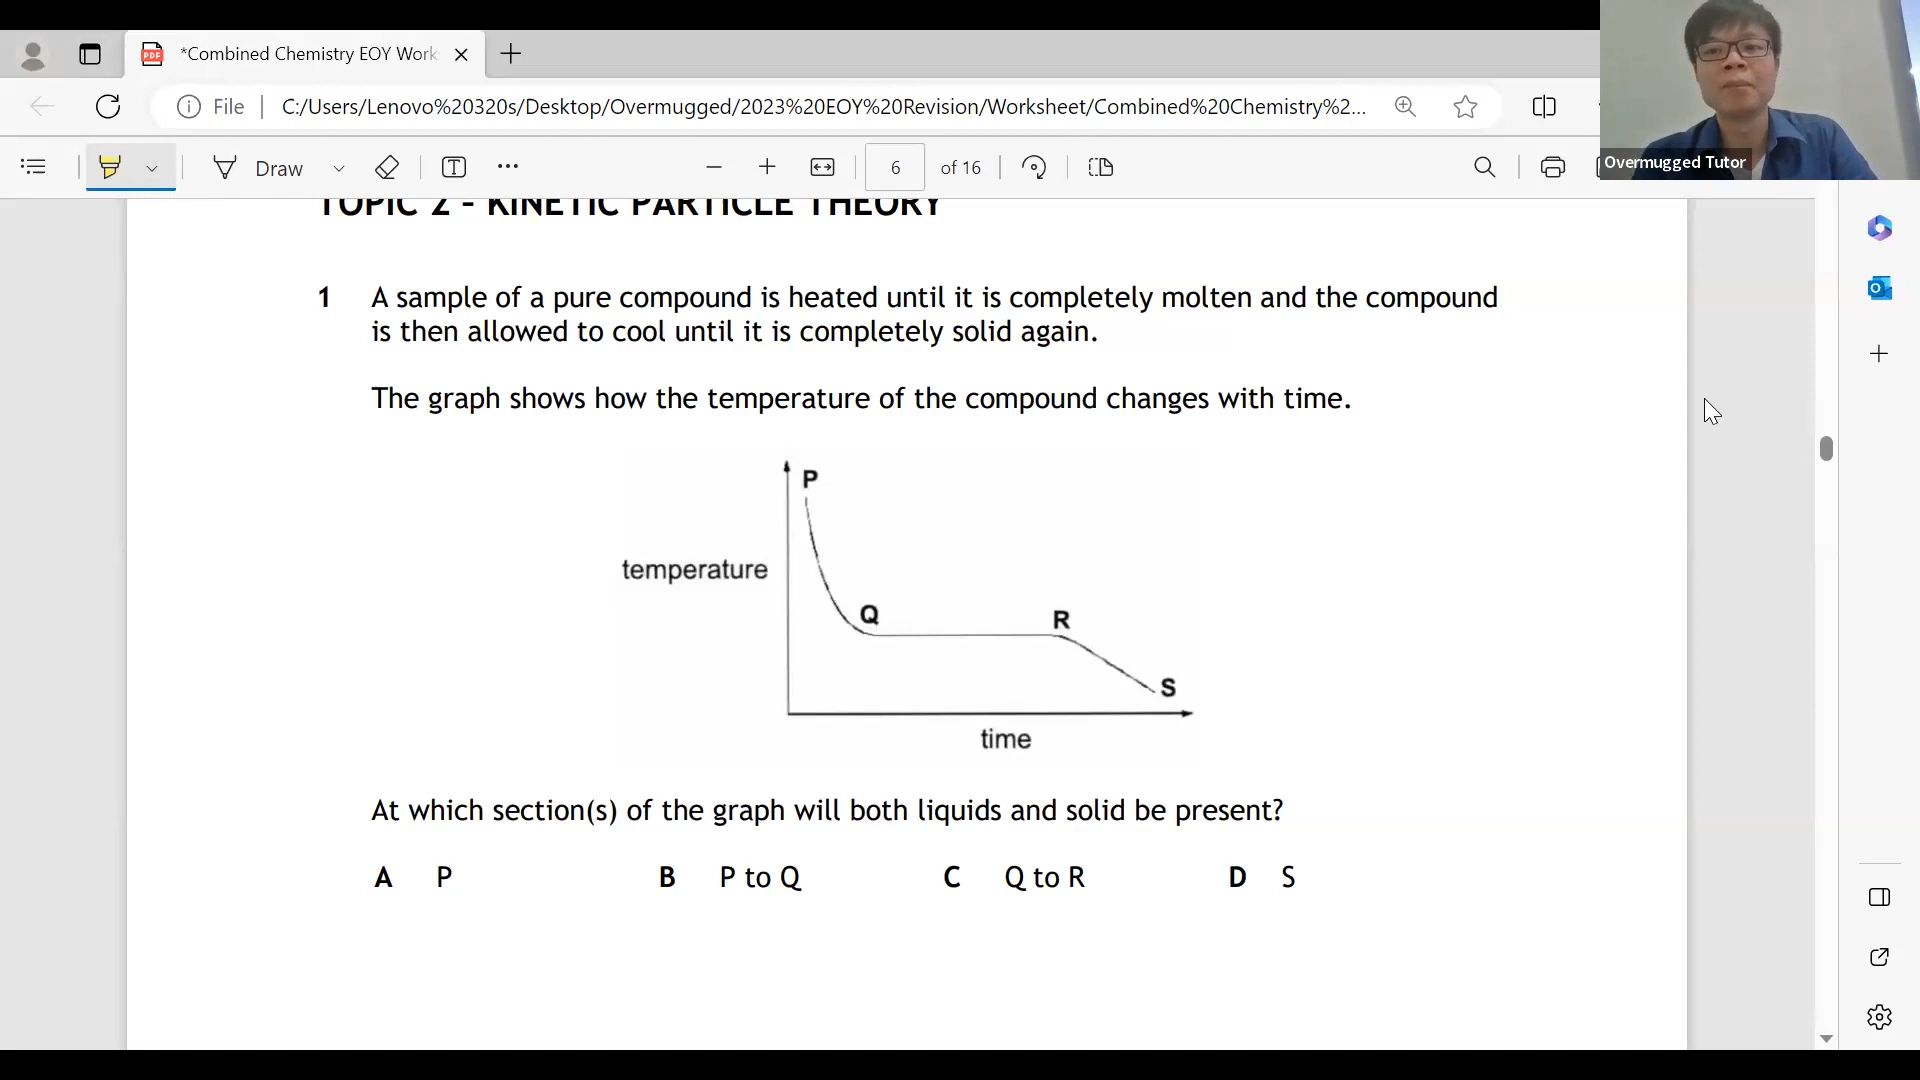 *Combined Chemistry EOY Work
PDF
File
C:/Users/Lenovo%20320s/Desktop/Overmugged/2023%20EOY%20Revision/Worksheet/Combined%20Chemistry%2...
Overmugged Tutor
Draw
6 of 16
TOPIC 2 - KINETIC PARTICLE THEORY
1 A sample of a pure compound is heated until it is completely molten and the compound
is then allowed to cool until it is completely solid again.
The graph shows how the temperature of the compound changes with time.
P
temperature
Q
R
S
time
At which section(s) of the graph will both liquids and solid be present?
A P B P to Q C Q to R D S